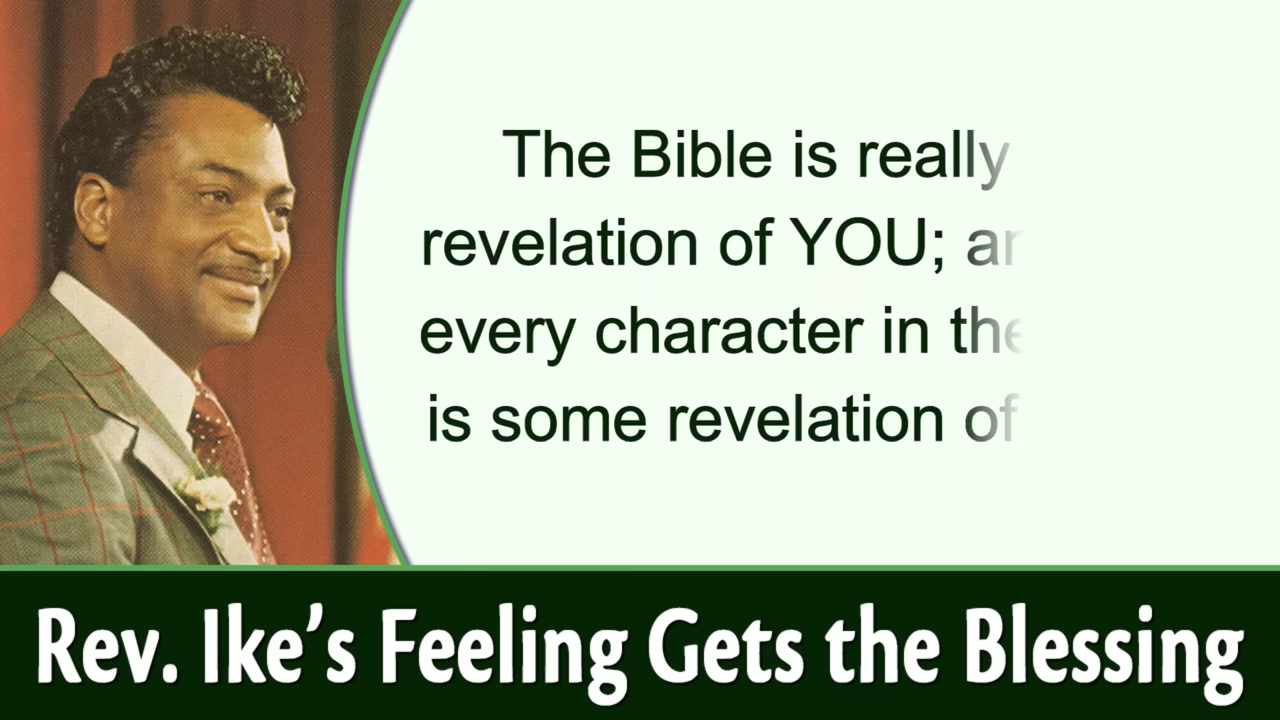 The Bible is really
revelation of YOU;
every character in the
is some revelation of
Rev. Ike's Feeling Gets the Blessing